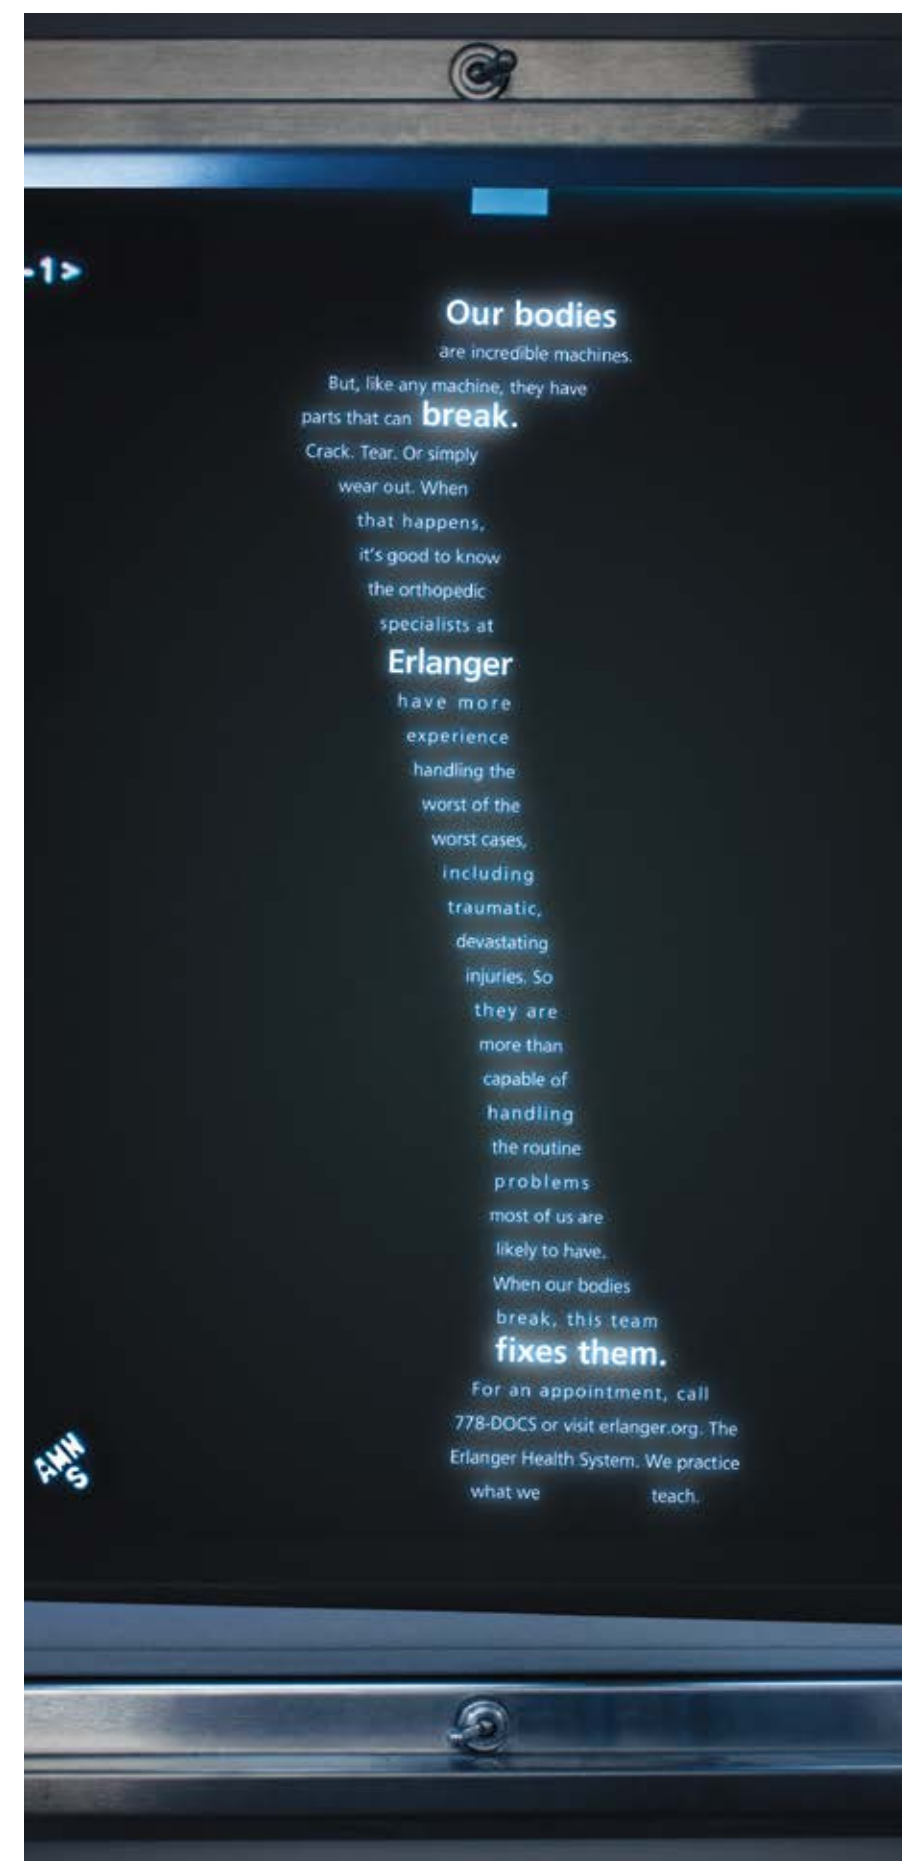 -1>
Our bodies
are incredible machines.
But, like any machine, they have
parts that can break.
Crack. Tear. Or simply
wear out. When
that happens,
it's good to know
the orthopedic
specialists at
Erlanger
have more
experience
handling the
worst of the
worst cases,
including
traumatic,
devastating
injuries. So
they are
more than
capable of
handling
the routine
problems
most of us are
likely to have.
When our bodies
break, this team
fixes them.
For an appointment, call
778-DOCS or visit erlanger.org. The
Erlanger Health System. We practice
what we teach.
AMN
S